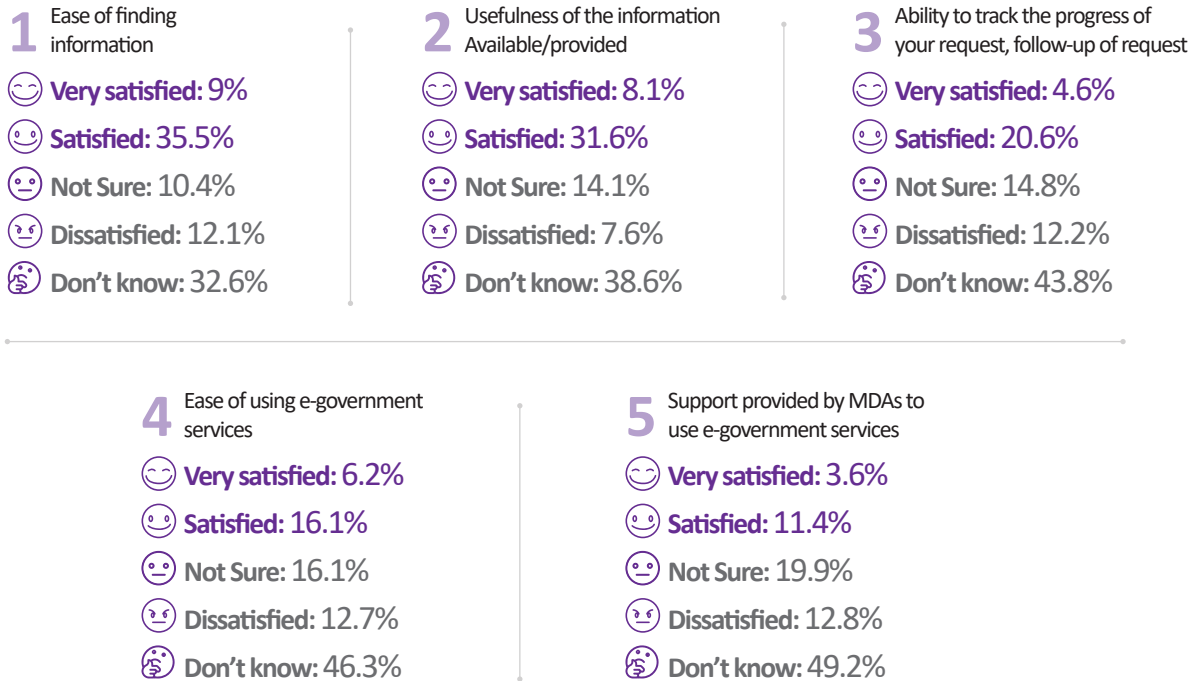 1
Ease of finding
information
Very satisfied: 9%
Satisfied: 35.5%
Not Sure: 10.4%
Dissatisfied: 12.1%
Don't know: 32.6%
2
Usefulness of the information
Available/provided
Very satisfied: 8.1%
Satisfied: 31.6%
Not Sure: 14.1%
Dissatisfied: 7.6%
Don't know: 38.6%
3
Ability to track the progress of
your request, follow-up of request
Very satisfied: 4.6%
Satisfied: 20.6%
Not Sure: 14.8%
Dissatisfied: 12.2%
Don't know: 43.8%
4
Ease of using e-government
services
Very satisfied: 6.2%
Satisfied: 16.1%
Not Sure: 16.1%
Dissatisfied: 12.7%
Don't know: 46.3%
5
Support provided by MDAs to
use e-government services
Very satisfied: 3.6%
Satisfied: 11.4%
Not Sure: 19.9%
Dissatisfied: 12.8%
Don't know: 49.2%